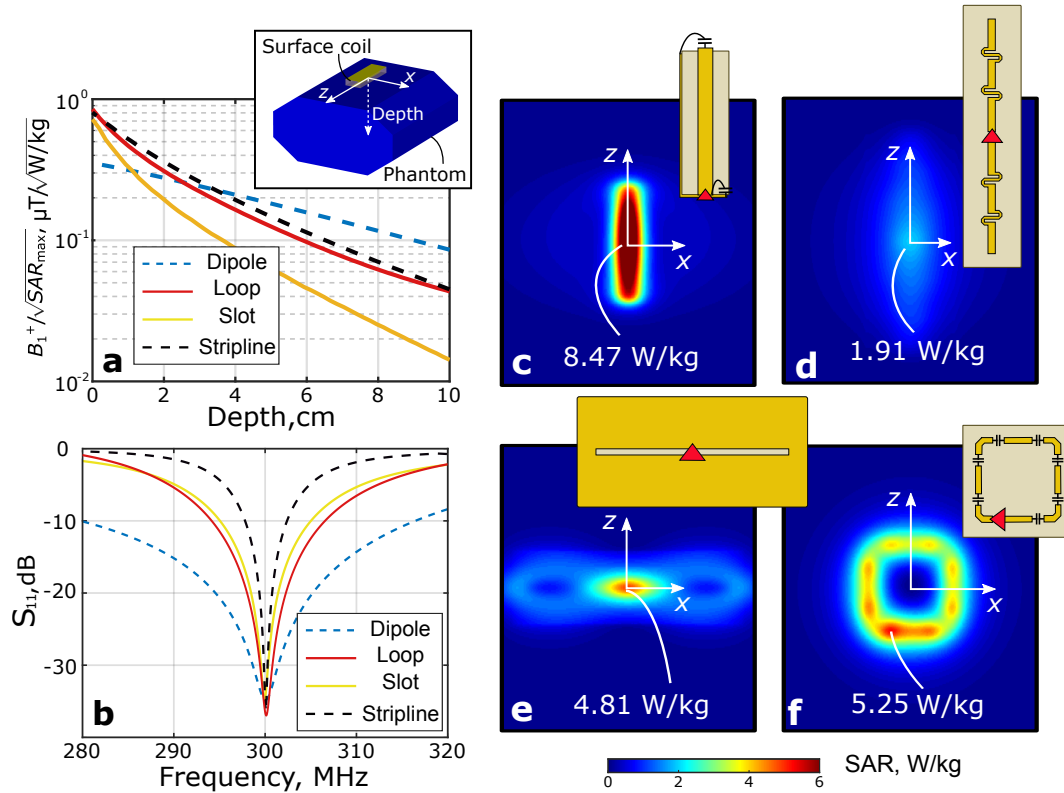 Surface coil
x
z
Depth
Phantom
B₁⁺/√SARmax, µT/√W/kg
10⁰
10⁻¹
10⁻²
Dipole
Loop
Slot
Stripline
a
0 2 4 6 8 10
Depth,cm
S₁₁,dB
0
-10
-20
-30
Dipole
Loop
Slot
Stripline
b
280 290 300 310 320
Frequency, MHz
z
x
c
8.47 W/kg
z
x
d
1.91 W/kg
z
x
e
4.81 W/kg
z
x
f
5.25 W/kg
0 2 4 6
SAR, W/kg